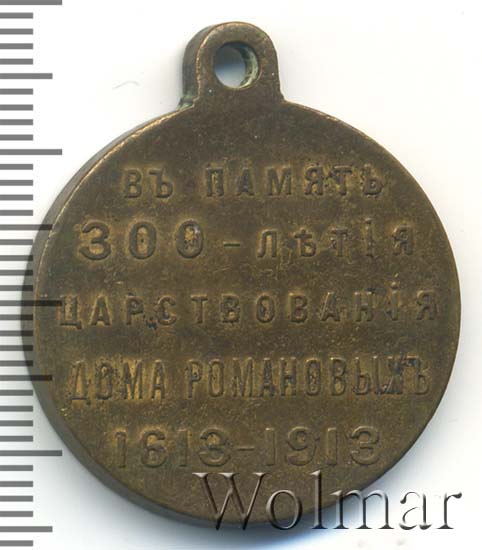 ВЪ ПАМЯТЬ
300-ЛѢТІЯ
ЦАРСТВОВАНІЯ
ДОМА РОМАНОВЫХЪ
1613-1913
Wolmar